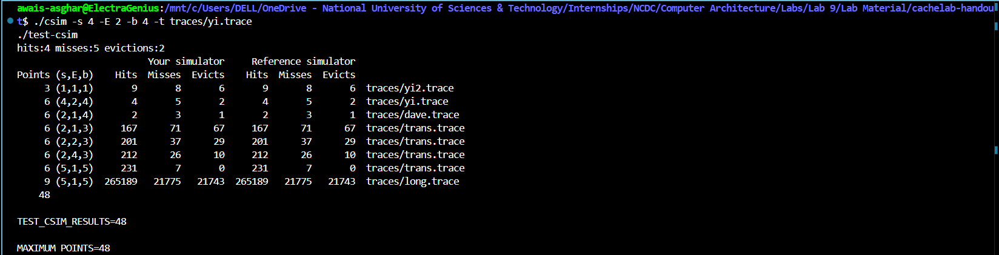 awais-asghar@ElectraGenius:/mnt/c/Users/DELL/OneDrive - National University of Sciences & Technology/Internships/NCDC/Computer Architecture/Labs/Lab 9/Lab Material/cachelab-handou
t$ ./csim -s 4 -E 2 -b 4 -t traces/yi.trace
./test-csim
hits:4 misses:5 evictions:2
Your simulator Reference simulator
Points (s,E,b) Hits Misses Evicts Hits Misses Evicts
3 (1,1,1) 9 8 6 9 8 6 traces/yi2.trace
6 (4,2,4) 4 5 2 4 5 2 traces/yi.trace
6 (2,1,4) 2 3 1 2 3 1 traces/dave.trace
6 (2,1,3) 167 71 67 167 71 67 traces/trans.trace
6 (2,2,3) 201 37 29 201 37 29 traces/trans.trace
6 (2,4,3) 212 26 10 212 26 10 traces/trans.trace
6 (5,1,5) 231 7 0 231 7 0 traces/trans.trace
9 (5,1,5) 265189 21775 21743 265189 21775 21743 traces/long.trace
48
TEST_CSIM_RESULTS=48
MAXIMUM POINTS=48